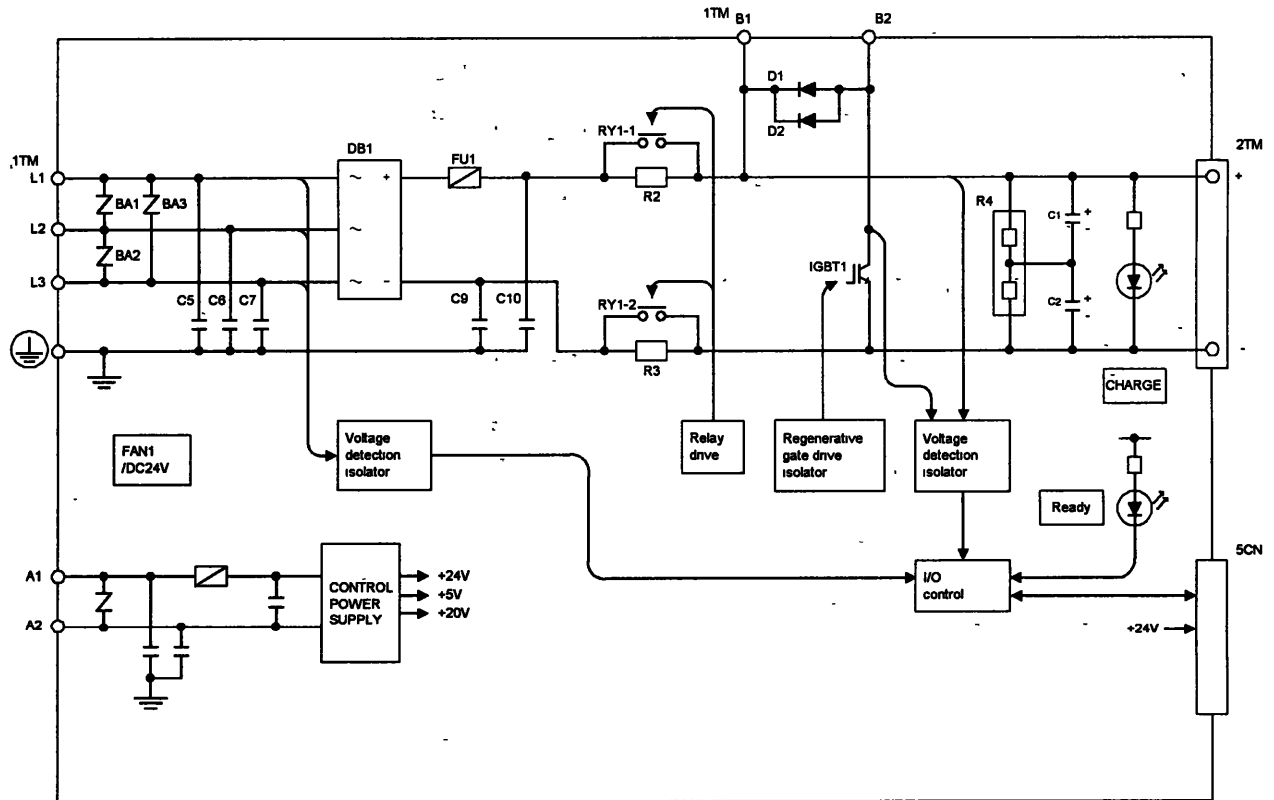 1TM B1 B2
D1
D2
RY1-1
1TM
DB1
FU1
2TM
L1
~ +
R2
+
BA1 BA3
R4
C1 +
-
L2
~
BA2
IGBT1
L3
~ -
C5 C6 C7
C9 C10
RY1-2
C2 +
-
R3
-
CHARGE
FAN1
/DC24V
Voltage
detection
isolator
Relay
drive
Regenerative
gate drive
isolator
Voltage
detection
isolator
Ready
5CN
A1
CONTROL
POWER
SUPPLY
+24V
+5V
+20V
I/O
control
A2
+24V